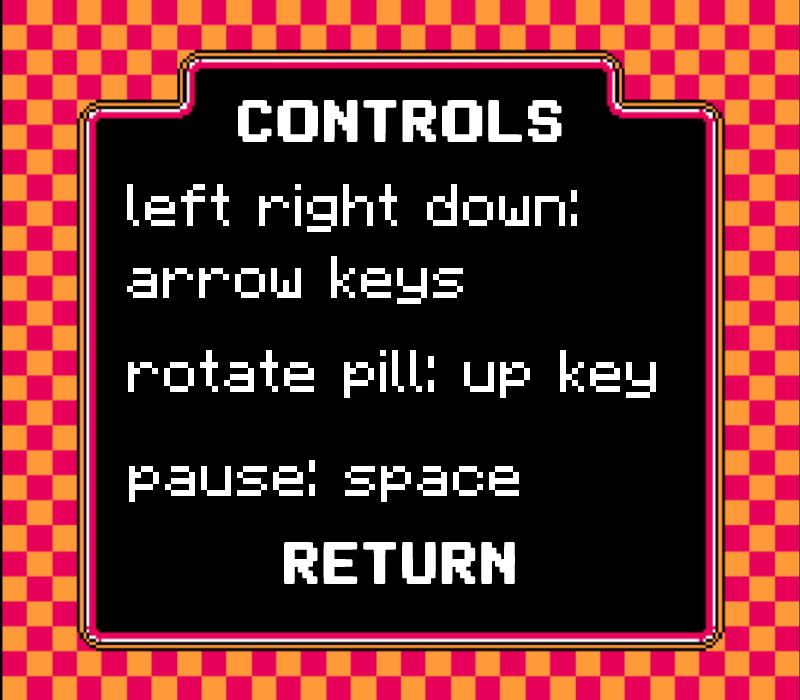 CONTROLS
left right down:
arrow keys
rotate pill: up key
pause: space
RETURN